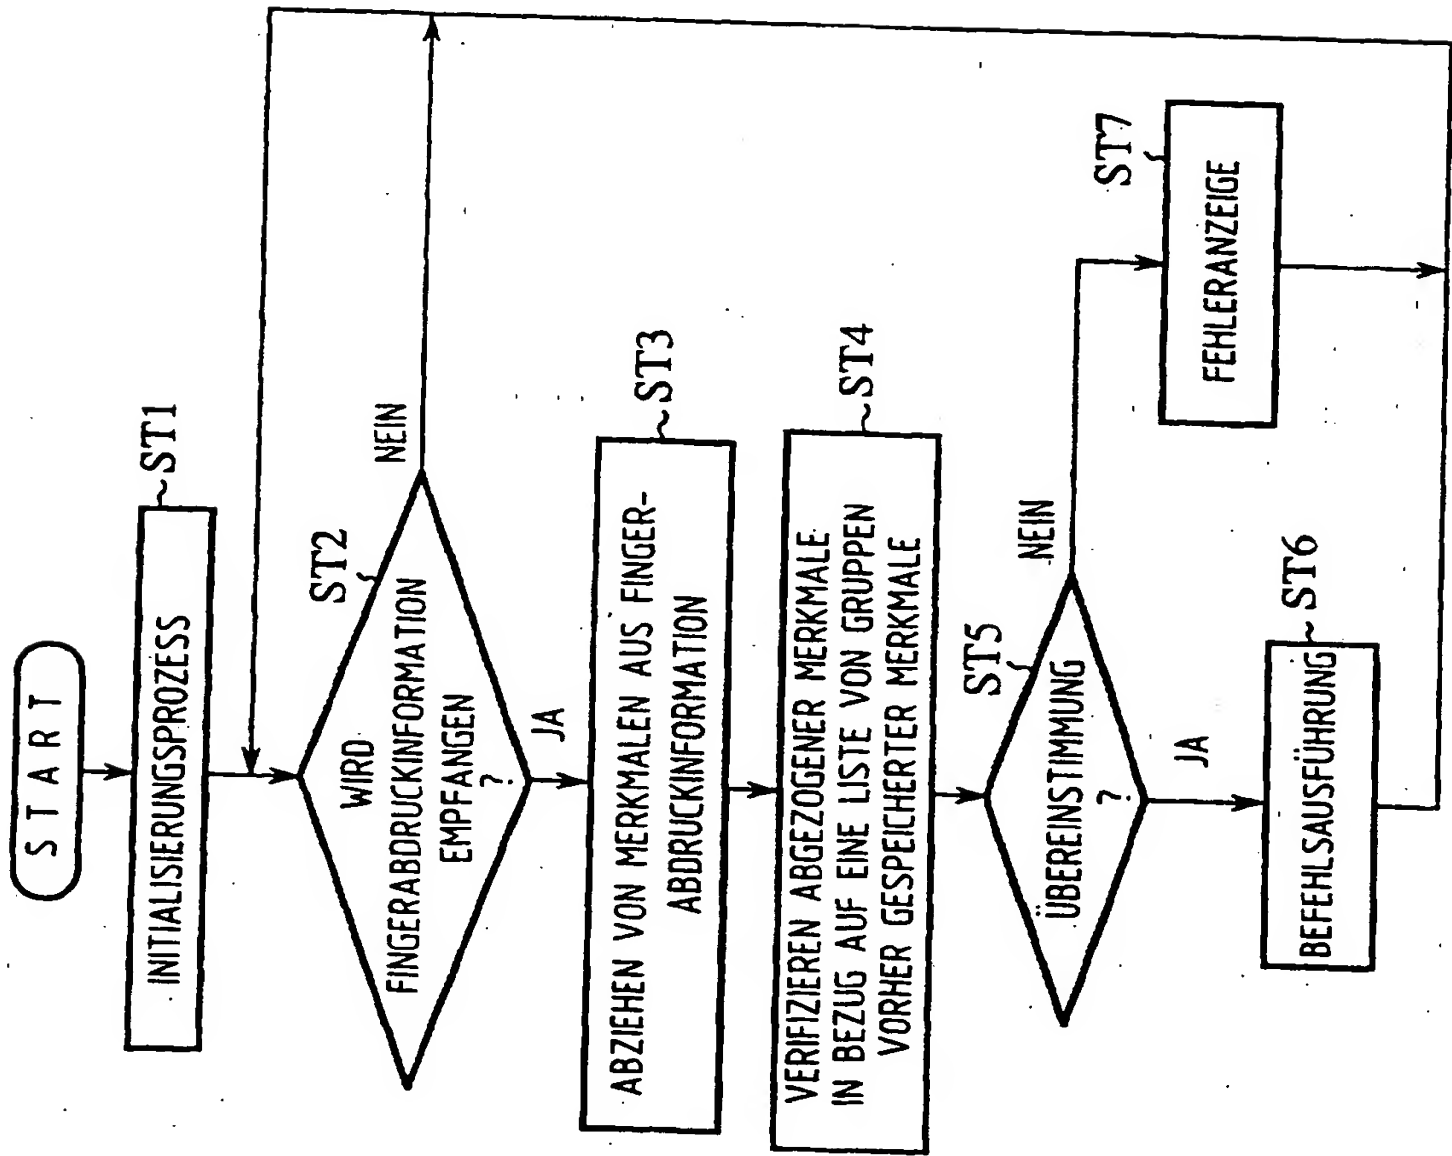 START
INITIALISIERUNGSPROZESS
ST1
ST2
WIRD
FINGERABDRUCKINFORMATION
EMPFANGEN
?
NEIN
JA
ST3
ABZIEHEN VON MERKMALEN AUS FINGER-
ABDRUCKINFORMATION
ST4
VERIFIZIEREN ABGEZOGENER MERKMALE
IN BEZUG AUF EINE LISTE VON GRUPPEN
VORHER GESPEICHERTER MERKMALE
ST5
ÜBEREINSTIMMUNG
?
NEIN
JA
ST6
BEFEHLSAUSFÜHRUNG
ST7
FEHLERANZEIGE